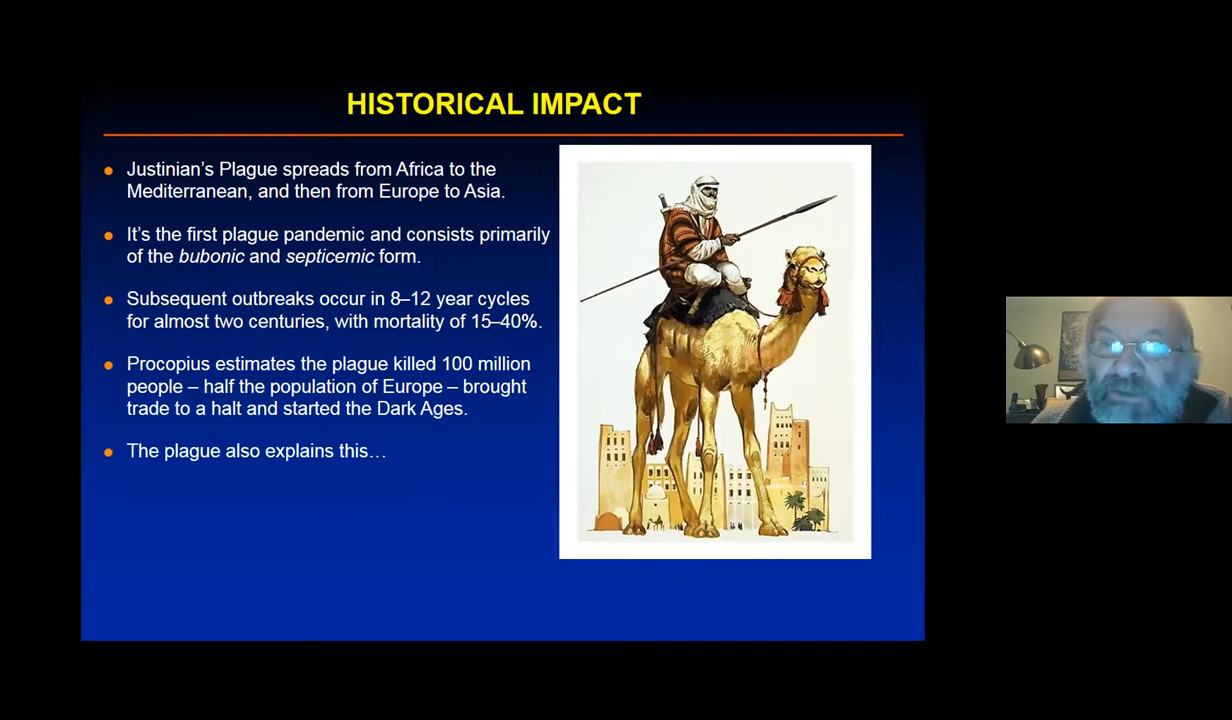 HISTORICAL IMPACT
Justinian's Plague spreads from Africa to the
Mediterranean, and then from Europe to Asia.
It's the first plague pandemic and consists primarily
of the bubonic and septicemic form.
Subsequent outbreaks occur in 8–12 year cycles
for almost two centuries, with mortality of 15–40%.
Procopius estimates the plague killed 100 million
people – half the population of Europe – brought
trade to a halt and started the Dark Ages.
The plague also explains this…